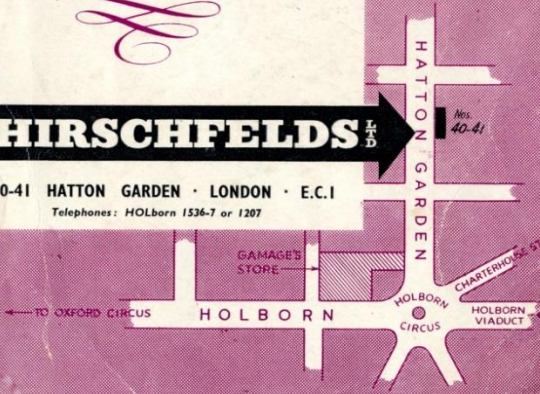 HIRSCHFELDS LTD
0-41 HATTON GARDEN · LONDON · E.C.1
Telephones: HOLborn 1536-7 or 1207
HATTON GARDEN
Nos.
40-41
GAMAGE'S
STORE
CHARTERHOUSE ST
TO OXFORD CIRCUS
HOLBORN
HOLBORN
CIRCUS
HOLBORN
VIADUCT